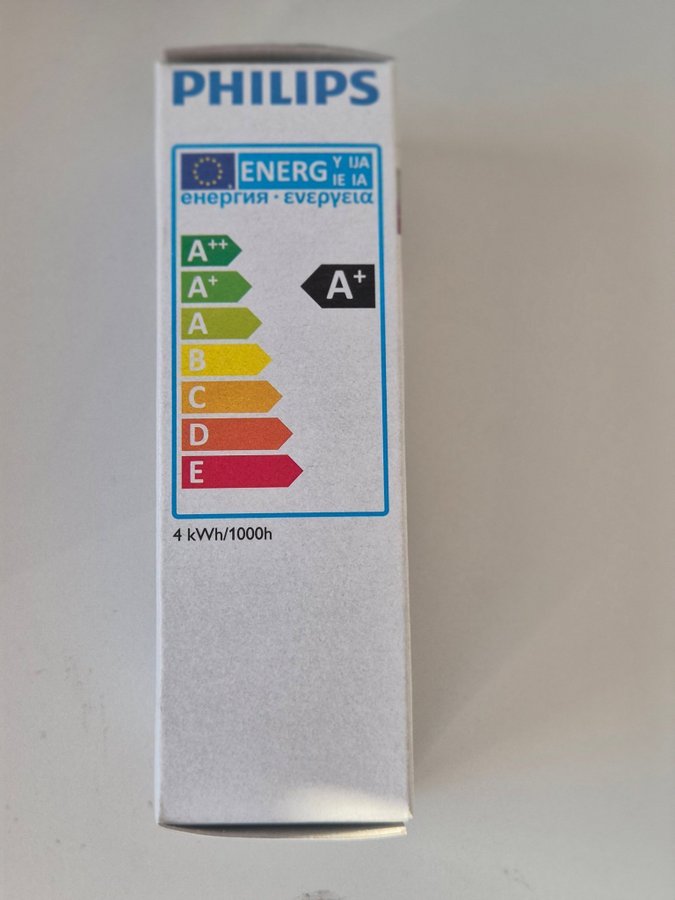 PHILIPS
ENERG Y IJA
IE IA
енергия · ενεργεια
A++
A+
A+
A
B
C
D
E
4 kWh/1000h